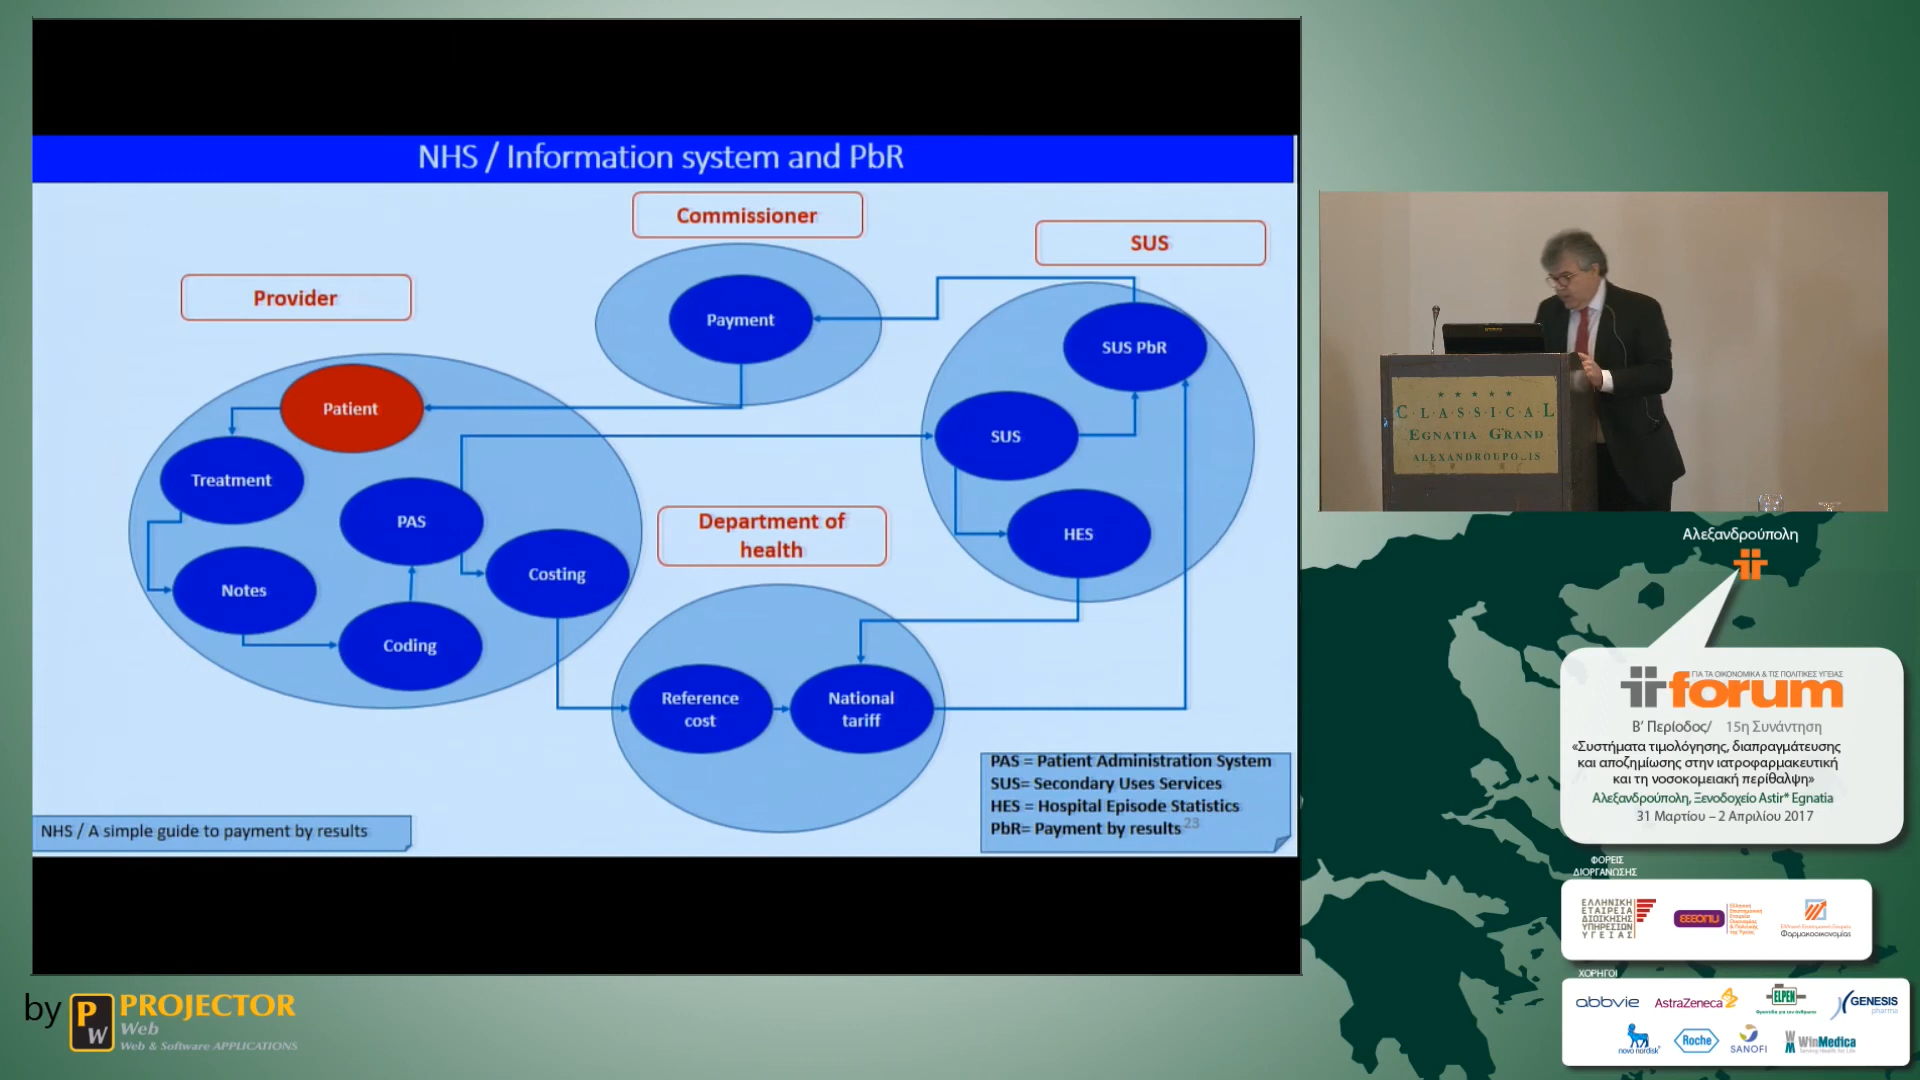 NHS / Information system and PbR
Commissioner
SUS
Provider
Payment
SUS PbR
Patient
SUS
Treatment
PAS
Department of
health
HES
Costing
Notes
Coding
Reference
cost
National
tariff
PAS = Patient Administration System
SUS= Secondary Uses Services
HES = Hospital Episode Statistics
PbR= Payment by results
23
NHS / A simple guide to payment by results
C·L·A·S·S·I·C·A·L
EGNATIA GRAND
ALEXANDROUPOLIS
Αλεξανδρούπολη
ΓΙΑ ΤΑ ΟΙΚΟΝΟΜΙΚΑ & ΤΙΣ ΠΟΛΙΤΙΚΕΣ ΥΓΕΙΑΣ
forum
Β' Περίοδος/ 15η Συνάντηση
«Συστήματα τιμολόγησης, διαπραγμάτευσης
και αποζημίωσης στην ιατροφαρμακευτική
και τη νοσοκομειακή περίθαλψη»
Αλεξανδρούπολη, Ξενοδοχείο Astir* Egnatia
31 Μαρτίου – 2 Απριλίου 2017
ΦΟΡΕΙΣ
ΔΙΟΡΓΑΝΩΣΗΣ
ΕΛΛΗΝΙΚΗ
ΕΤΑΙΡΕΙΑ
ΔΙΟΙΚΗΣΗΣ
ΥΠΗΡΕΣΙΩΝ
ΥΓΕΙΑΣ
Φαρμακοοικονομίας
ΧΟΡΗΓΟΙ
abbvie
AstraZeneca
ELPEN
GENESIS
pharma
novo nordisk
Roche
SANOFI
WinMedica
by
PW
PROJECTOR
Web
Web & Software APPLICATIONS